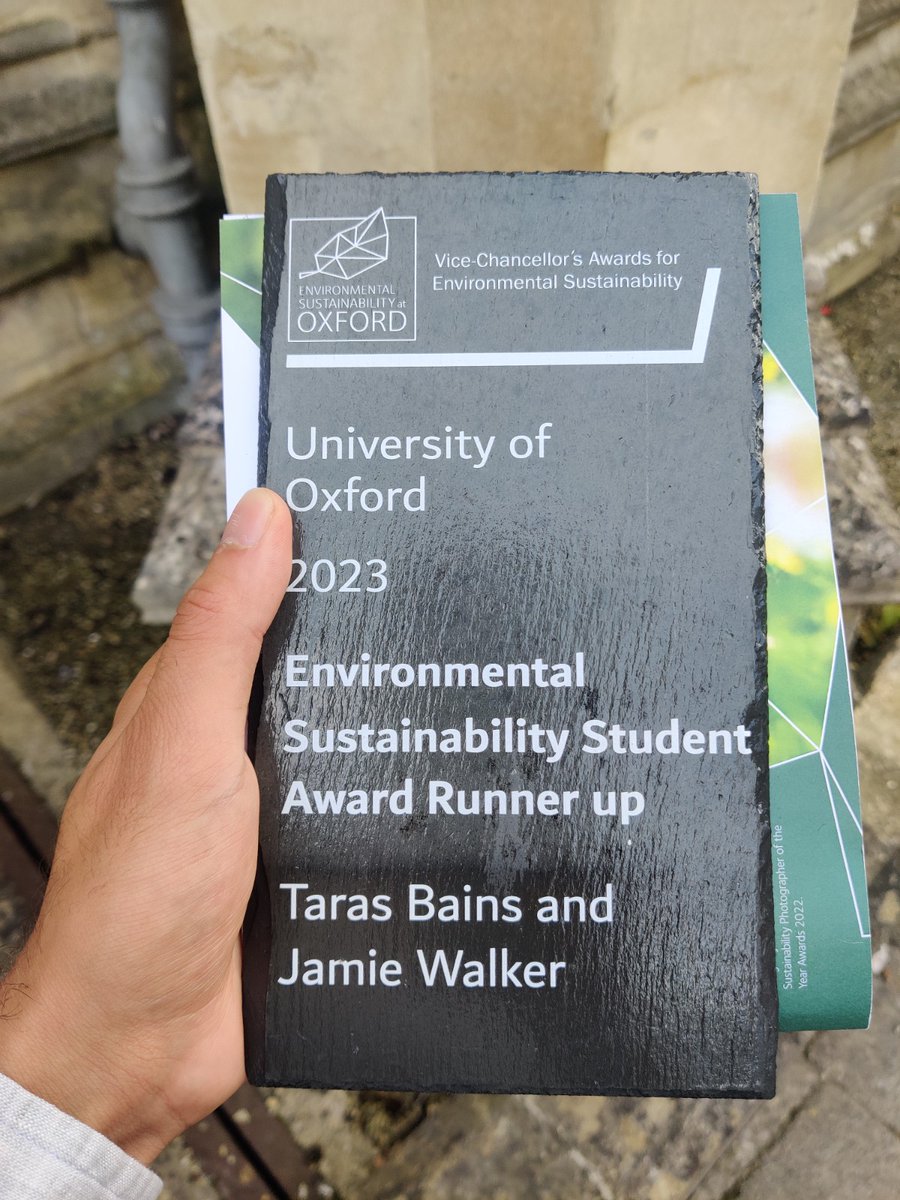 ENVIRONMENTAL
SUSTAINABILITY at
OXFORD
Vice-Chancellor's Awards for
Environmental Sustainability
University of
Oxford
2023
Environmental
Sustainability Student
Award Runner up
Taras Bains and
Jamie Walker
Sustainability Photographer of the
Year Awards 2022.